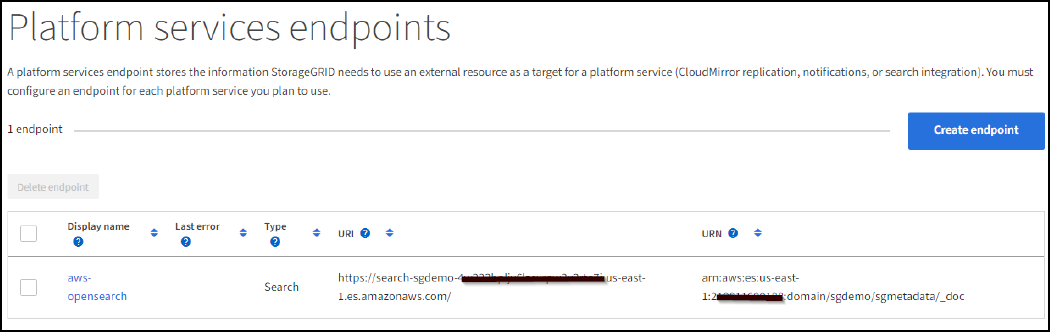 Platform services endpoints
A platform services endpoint stores the information StorageGRID needs to use an external resource as a target for a platform service (CloudMirror replication, notifications, or search integration). You must
configure an endpoint for each platform service you plan to use.
1 endpoint
Create endpoint
Delete endpoint
Display name Last error Type URI URN
aws-
opensearch
Search
https://search-sgdemo- us-east-
1.es.amazonaws.com/
arn:aws:es:us-east-
1: :domain/sgdemo/sgmetadata/_doc